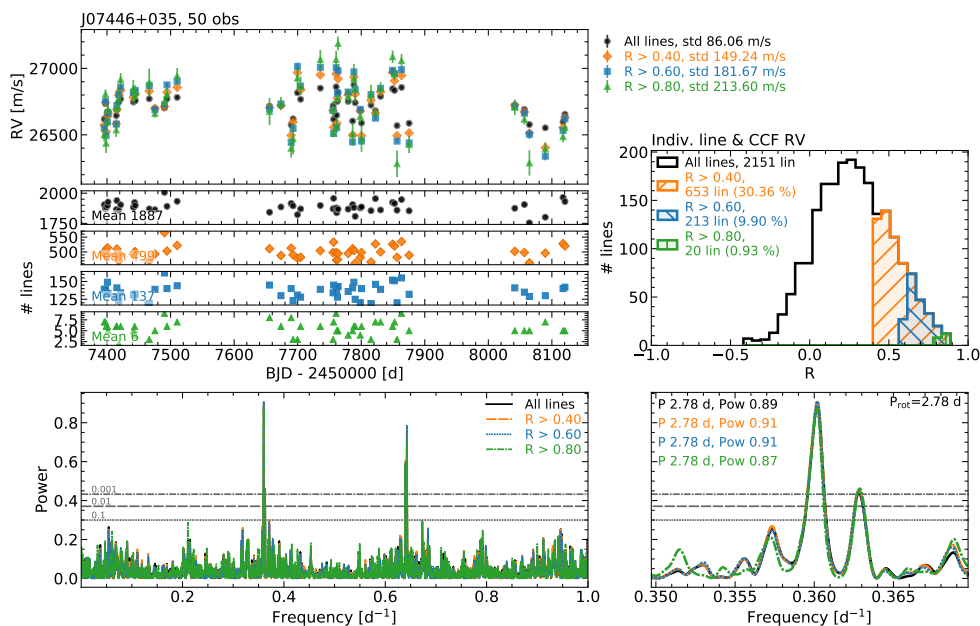 J07446+035, 50 obs
27000
26500
RV [m/s]
All lines, std 86.06 m/s
R > 0.40, std 149.24 m/s
R > 0.60, std 181.67 m/s
R > 0.80, std 213.60 m/s
2000
1750
Mean 1887
550
450
Mean 499
150
125
Mean 137
7.5
5.0
2.5
Mean 6
# lines
7400 7500 7600 7700 7800 7900 8000 8100
BJD - 2450000 [d]
Indiv. line & CCF RV
200
150
100
50
0
# lines
All lines, 2151 lin
R > 0.40,
653 lin (30.36 %)
R > 0.60,
213 lin (9.90 %)
R > 0.80,
20 lin (0.93 %)
−1.0 −0.5 0.0 0.5 1.0
R
0.8
0.6
0.4
0.2
0.0
Power
All lines
R > 0.40
R > 0.60
R > 0.80
0.001
0.01
0.1
0.2 0.4 0.6 0.8 1.0
Frequency [d⁻¹]
P 2.78 d, Pow 0.89
P 2.78 d, Pow 0.91
P 2.78 d, Pow 0.91
P 2.78 d, Pow 0.87
Prot=2.78 d
0.350 0.355 0.360 0.365
Frequency [d⁻¹]